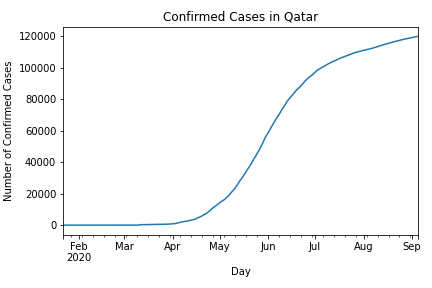 Confirmed Cases in Qatar
Number of Confirmed Cases
120000
100000
80000
60000
40000
20000
0
Feb Mar Apr May Jun Jul Aug Sep
2020
Day